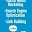 Marketing
-Search Engine
Optimization
-Link Building